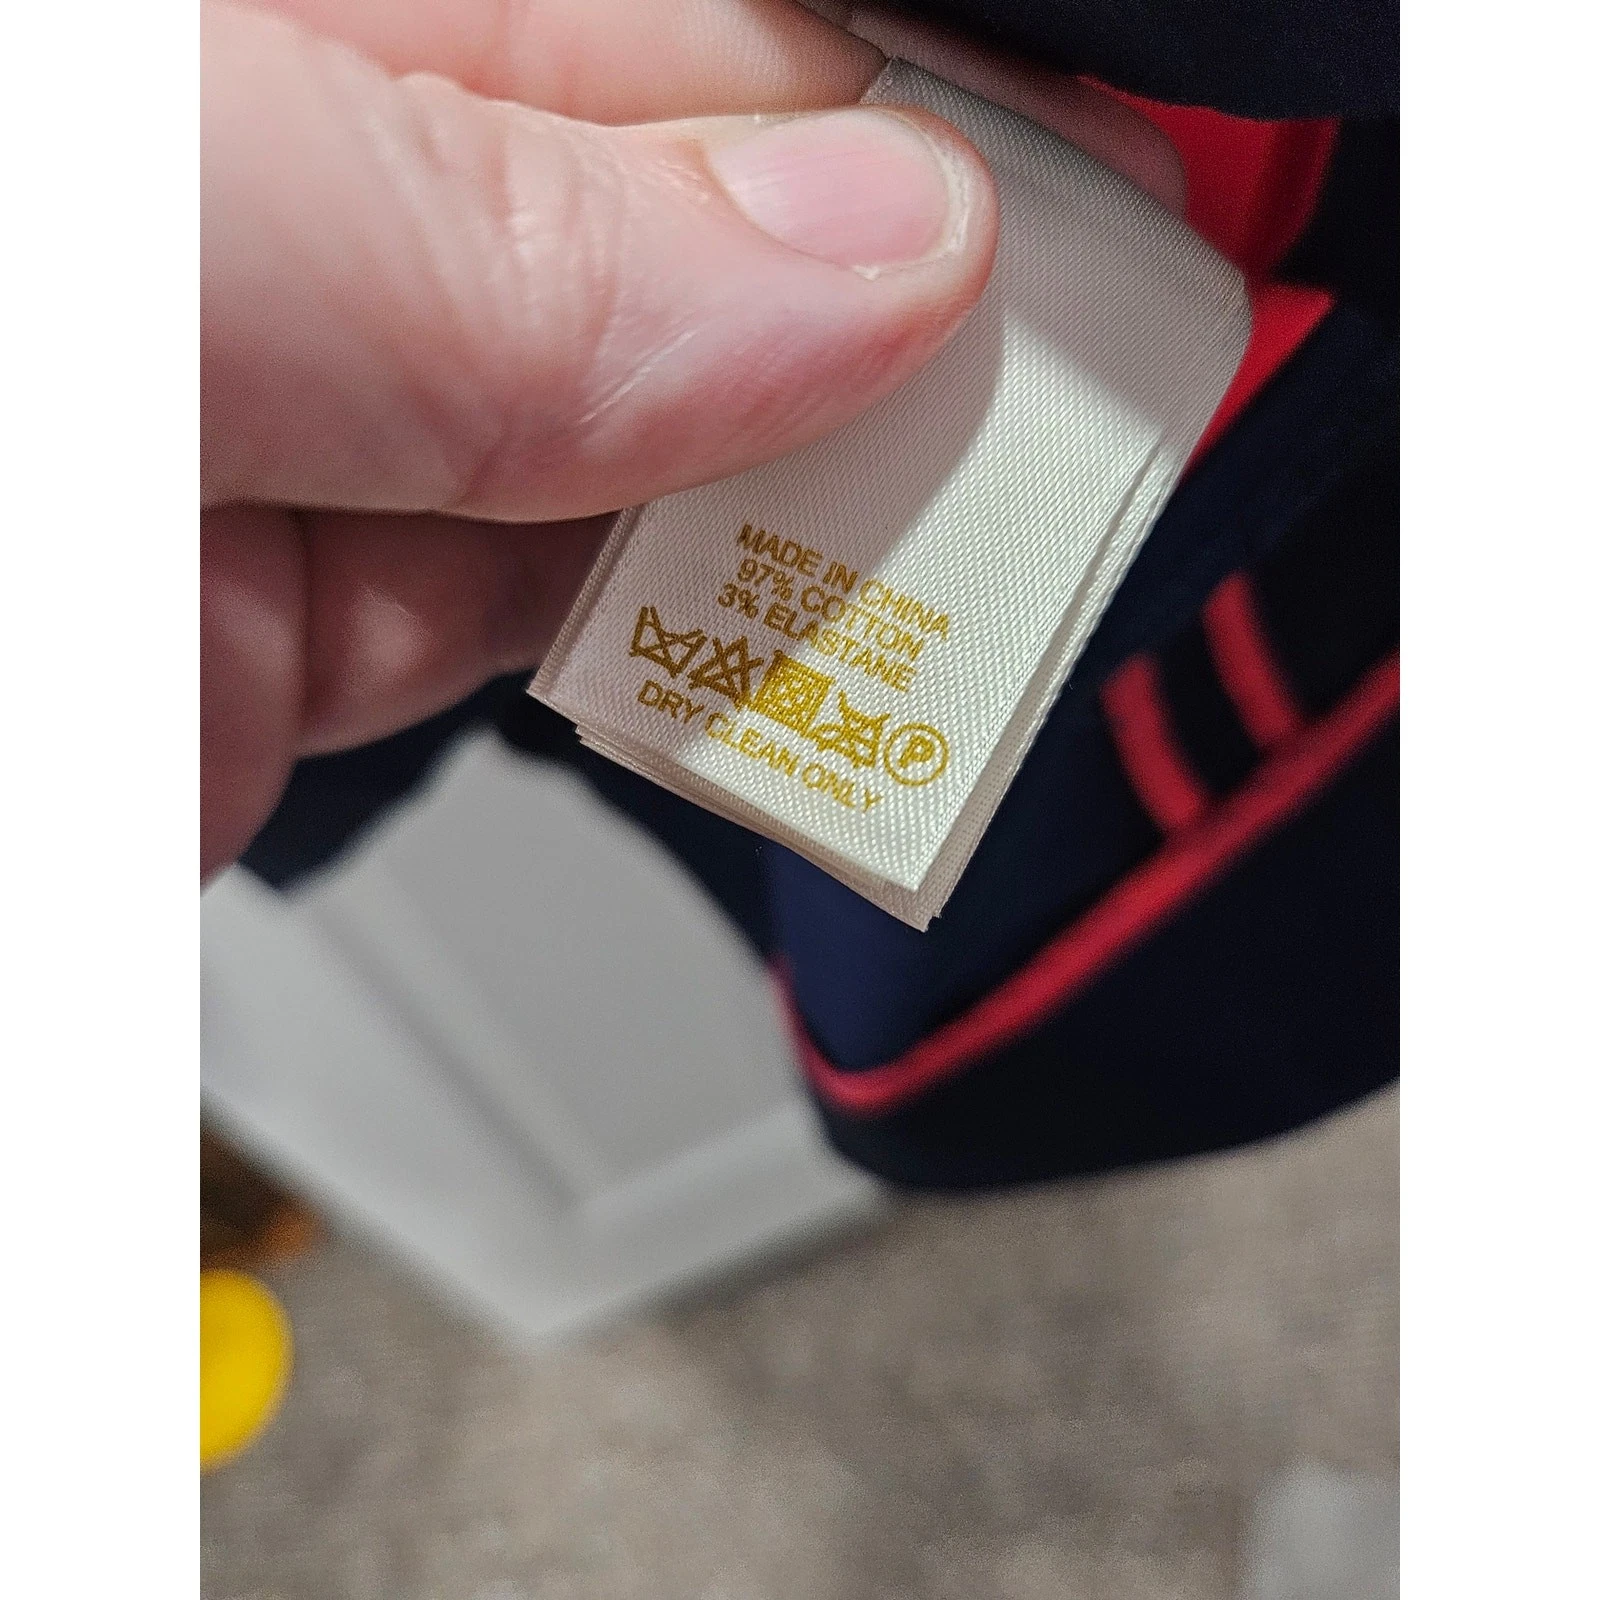 MADE IN CHINA
97% COTTON
3% ELASTANE
P
DRY CLEAN ONLY